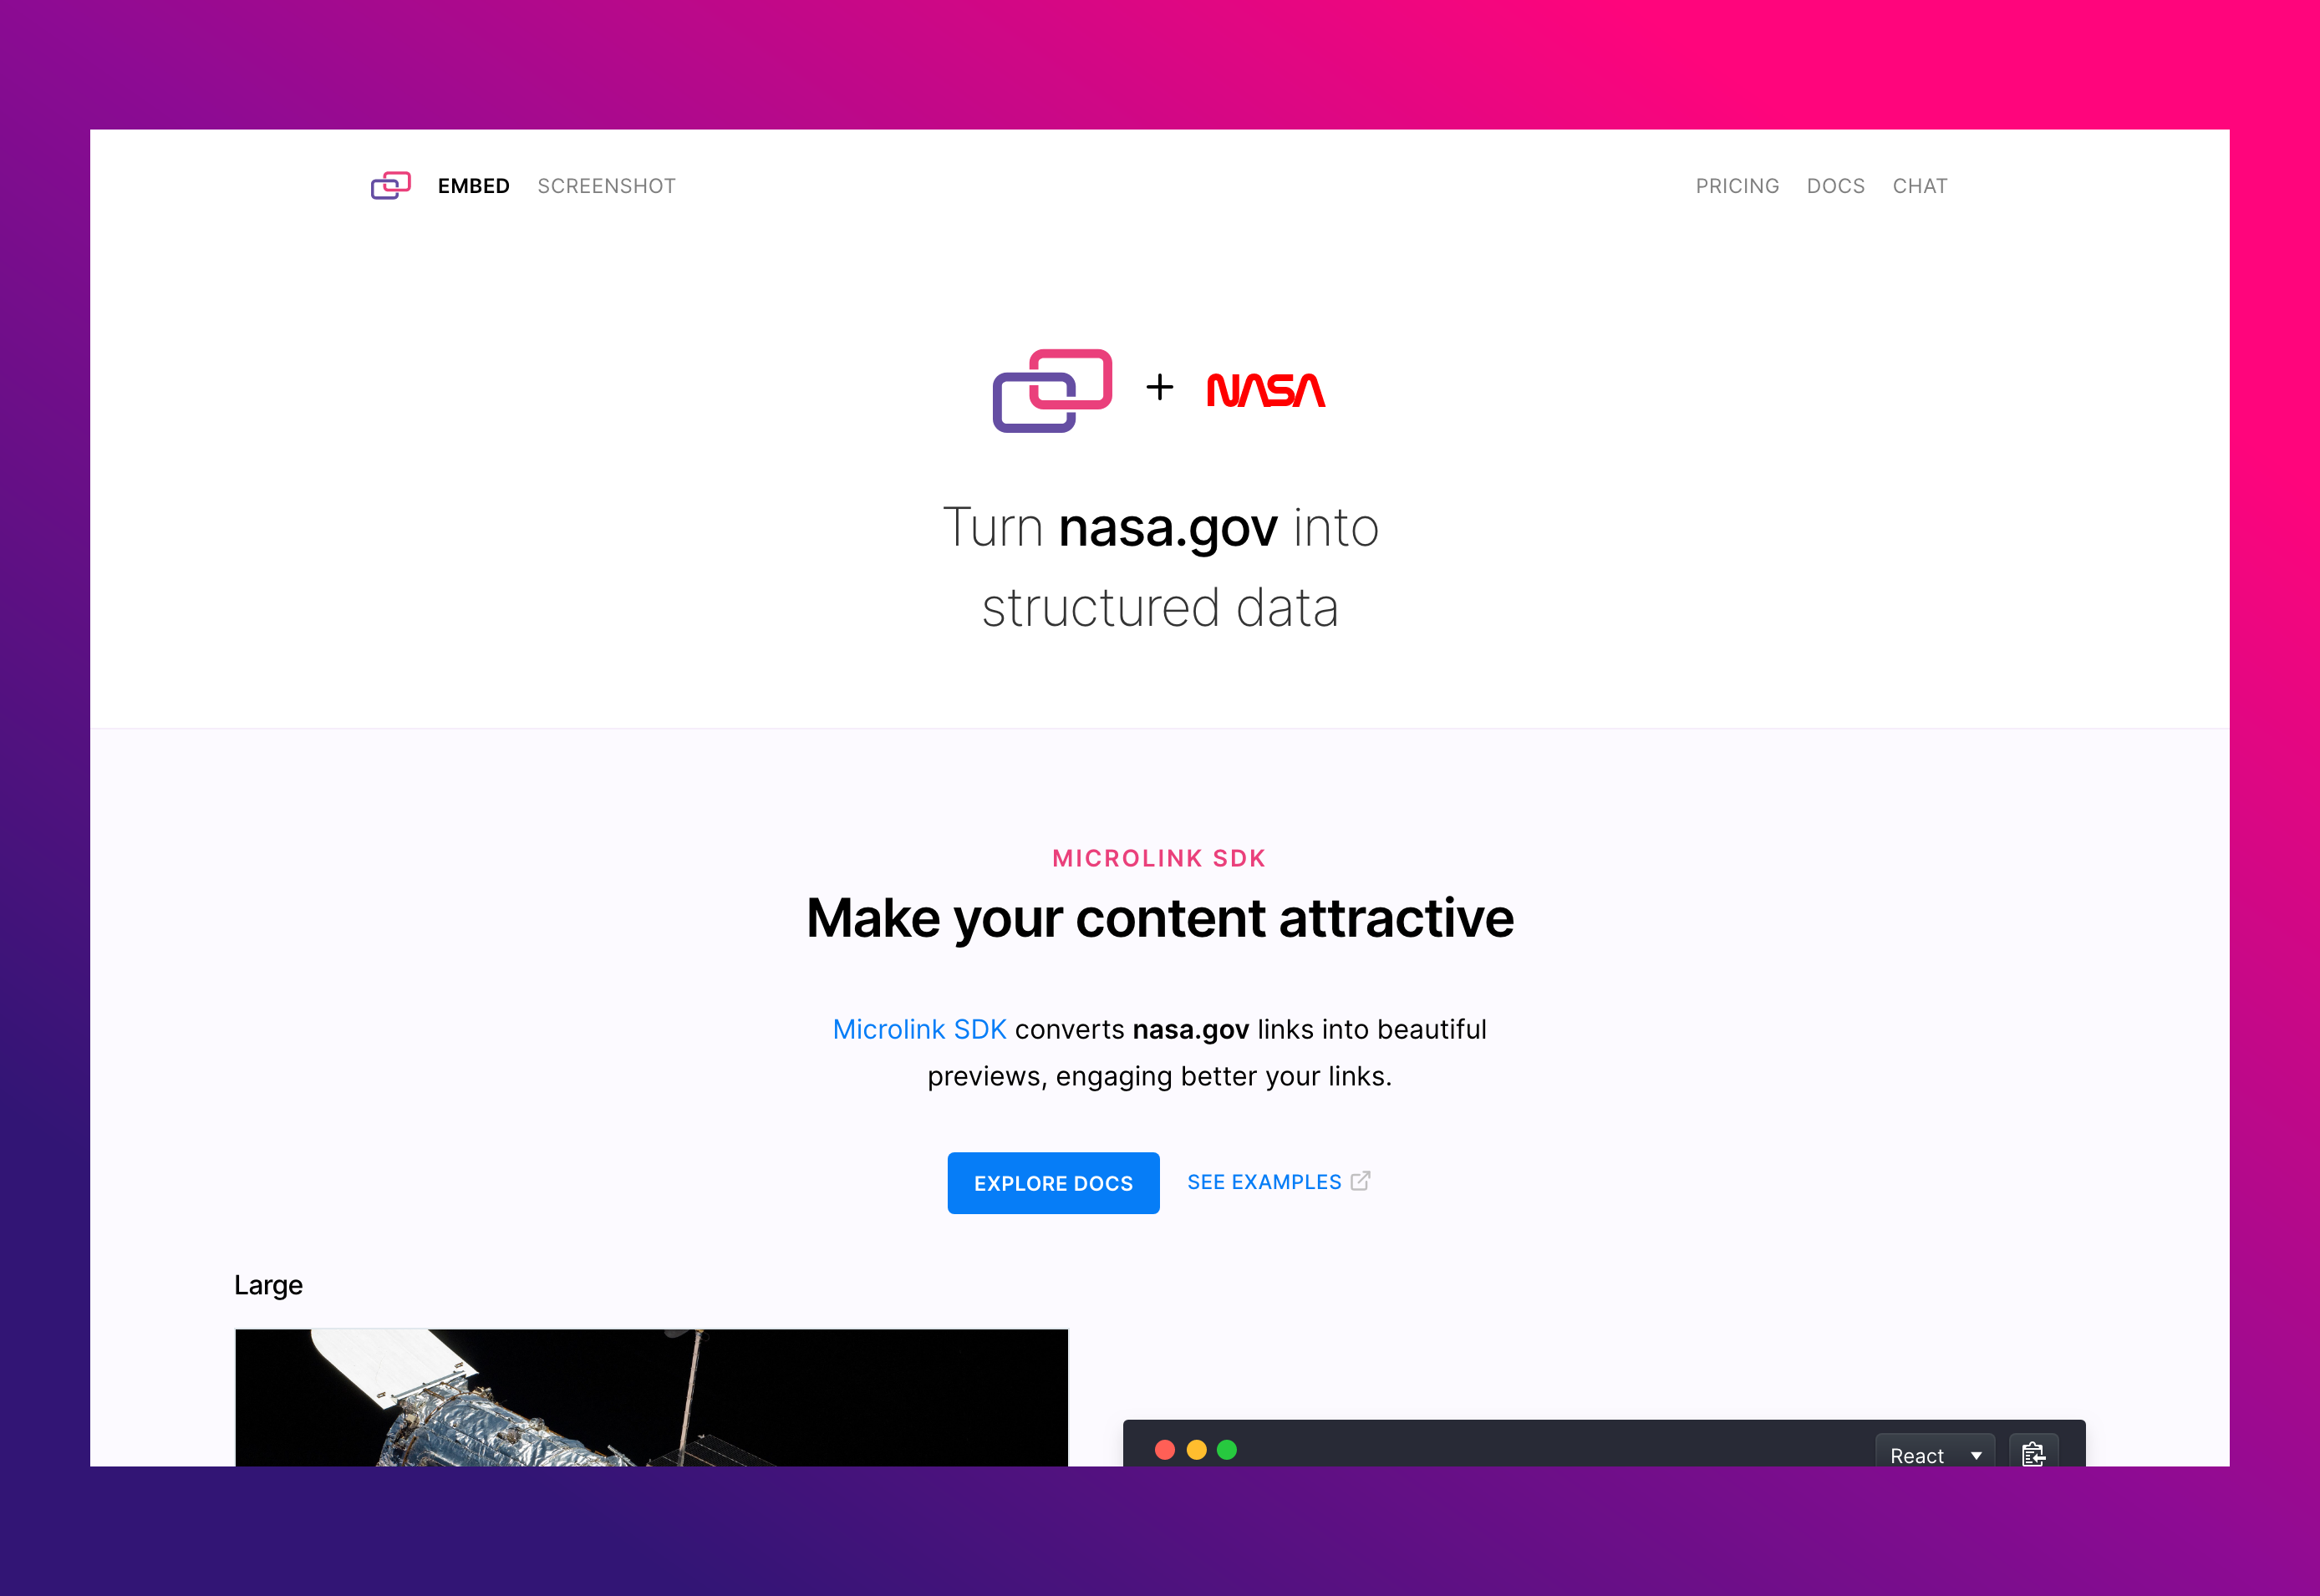 EMBED SCREENSHOT PRICING DOCS CHAT
+ NASA
Turn nasa.gov into
structured data
MICROLINK SDK
Make your content attractive
Microlink SDK converts nasa.gov links into beautiful
previews, engaging better your links.
EXPLORE DOCS SEE EXAMPLES
Large
React